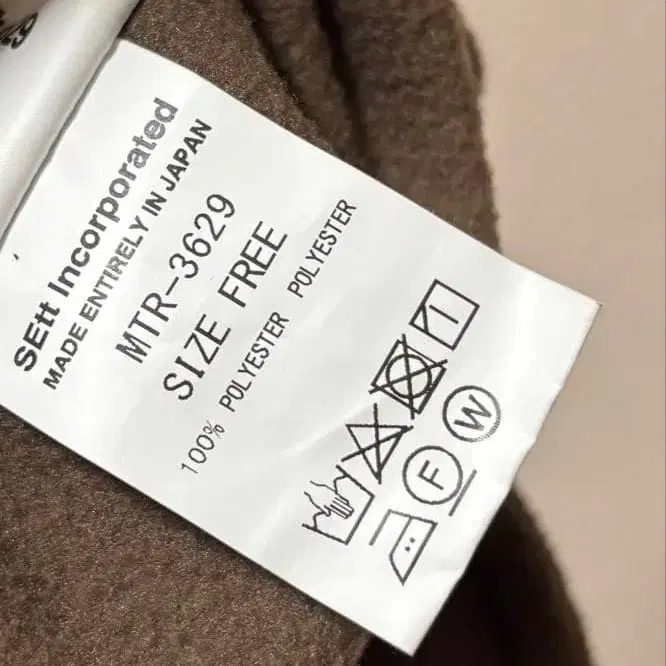 SEtt Incorporated
MADE ENTIRELY IN JAPAN
MTR-3629
SIZE FREE
100% POLYESTER POLYESTER
F W